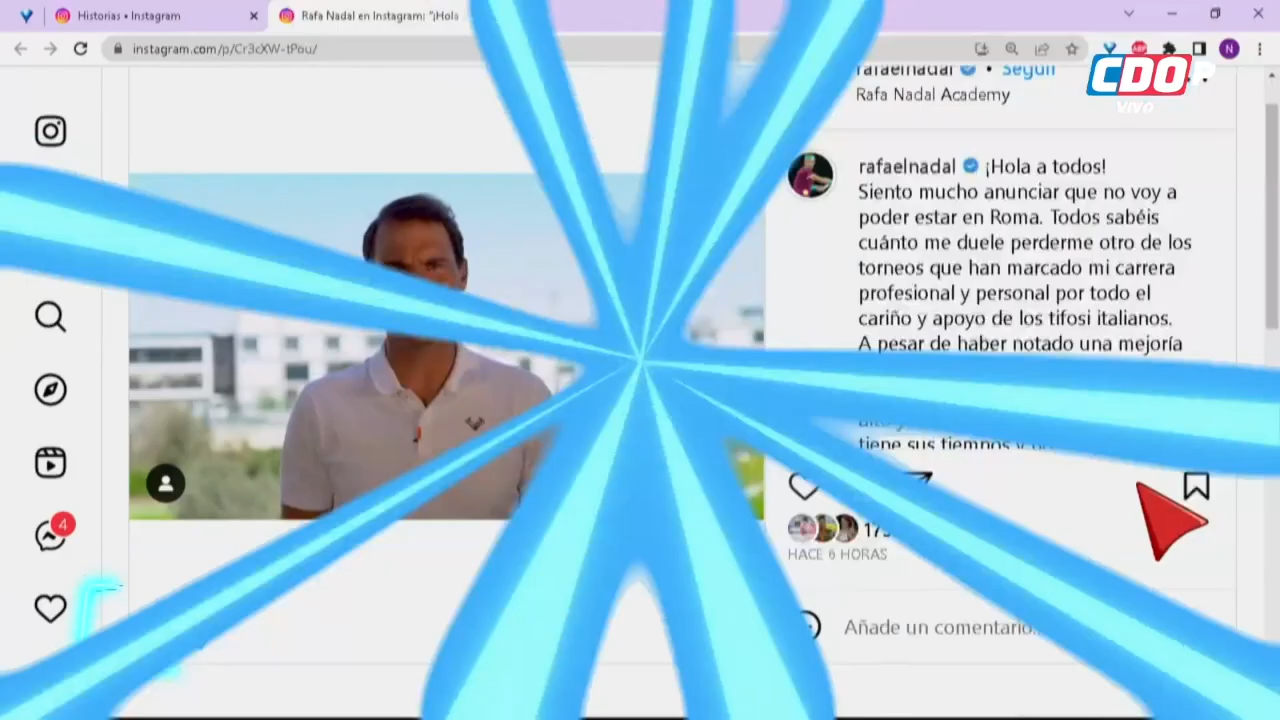 Historias • Instagram
Rafa Nadal en Instagram: "¡Hola
instagram.com/p/Cr3cXW-tPou/
ABP
N
CDO
VIVO
rafaelnadal • Seguir
Rafa Nadal Academy
rafaelnadal ¡Hola a todos!
Siento mucho anunciar que no voy a
poder estar en Roma. Todos sabéis
cuánto me duele perderme otro de los
torneos que han marcado mi carrera
profesional y personal por todo el
cariño y apoyo de los tifosi italianos.
A pesar de haber notado una mejoría
tiene sus tiempos y
4
HACE 6 HORAS
Añade un comentario...